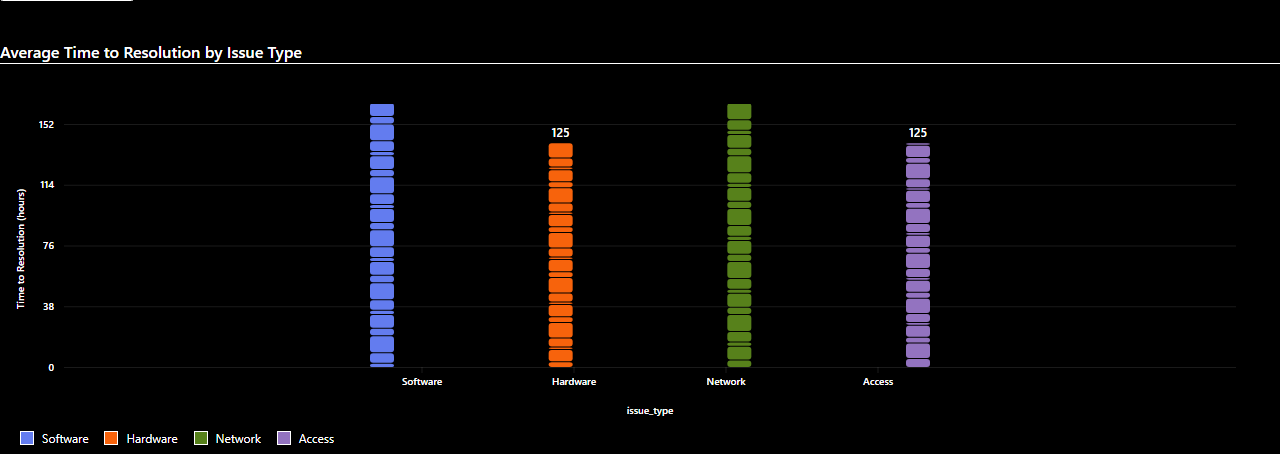 Average Time to Resolution by Issue Type
152
125
125
114
Time to Resolution (hours)
76
38
0
Software Hardware Network Access
issue_type
Software Hardware Network Access